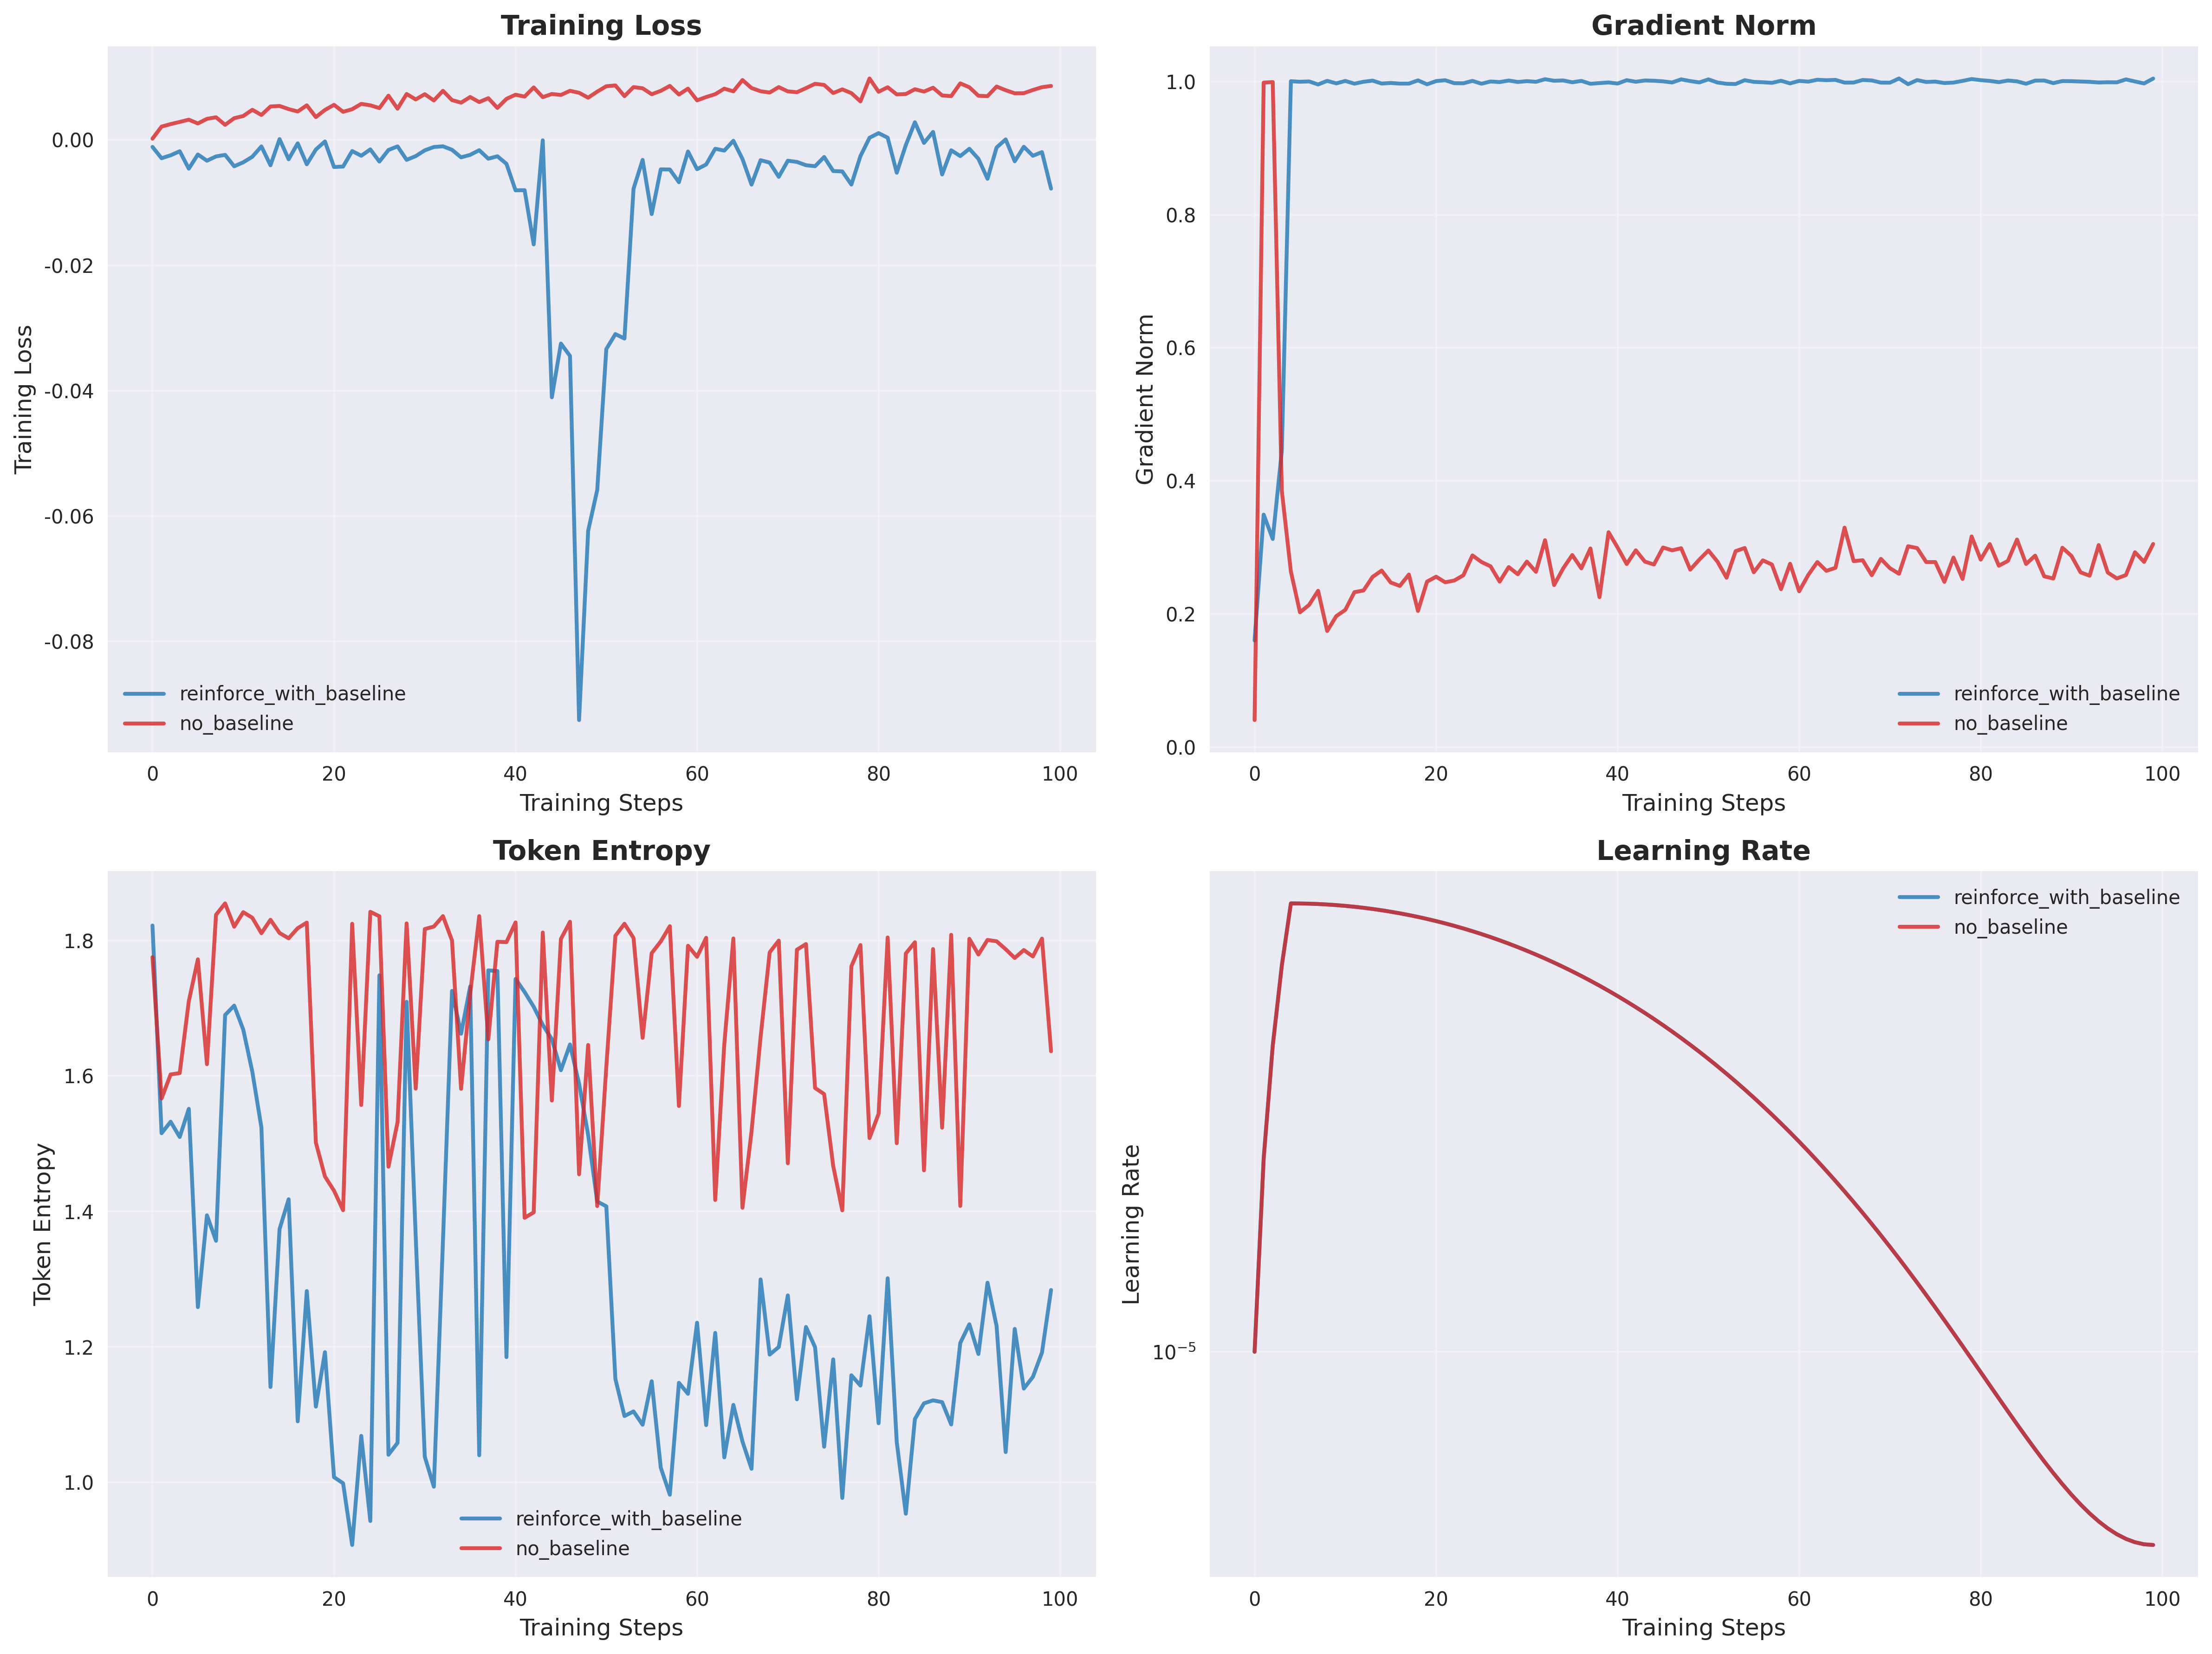 Training Loss
Training Loss
0.00
-0.02
-0.04
-0.06
-0.08
reinforce_with_baseline
no_baseline
0 20 40 60 80 100
Training Steps
Gradient Norm
Gradient Norm
1.0
0.8
0.6
0.4
0.2
0.0
reinforce_with_baseline
no_baseline
0 20 40 60 80 100
Training Steps
Token Entropy
Token Entropy
1.8
1.6
1.4
1.2
1.0
reinforce_with_baseline
no_baseline
0 20 40 60 80 100
Training Steps
Learning Rate
Learning Rate
reinforce_with_baseline
no_baseline
10⁻⁵
0 20 40 60 80 100
Training Steps